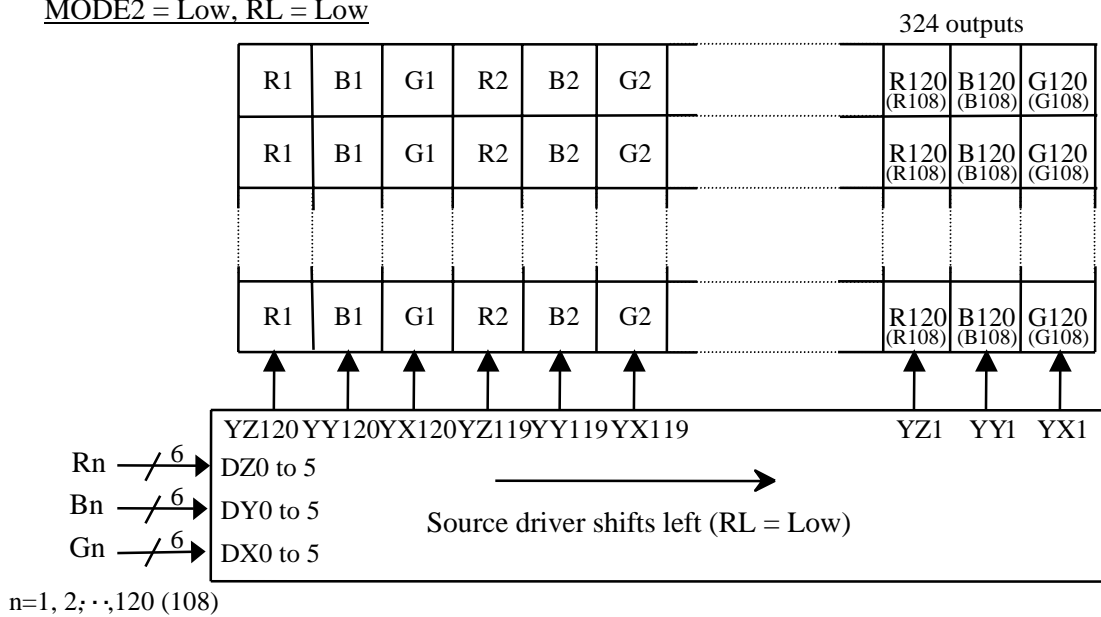 MODE2 = Low, RL = Low
324 outputs
R1 B1 G1 R2 B2 G2 R120 B120 G120
(R108) (B108) (G108)
R1 B1 G1 R2 B2 G2 R120 B120 G120
(R108) (B108) (G108)
R1 B1 G1 R2 B2 G2 R120 B120 G120
(R108) (B108) (G108)
YZ120 YY120 YX120 YZ119 YY119 YX119 YZ1 YY1 YX1
Rn 6 DZ0 to 5
Bn 6 DY0 to 5
Source driver shifts left (RL = Low)
Gn 6 DX0 to 5
n=1, 2,···,120 (108)